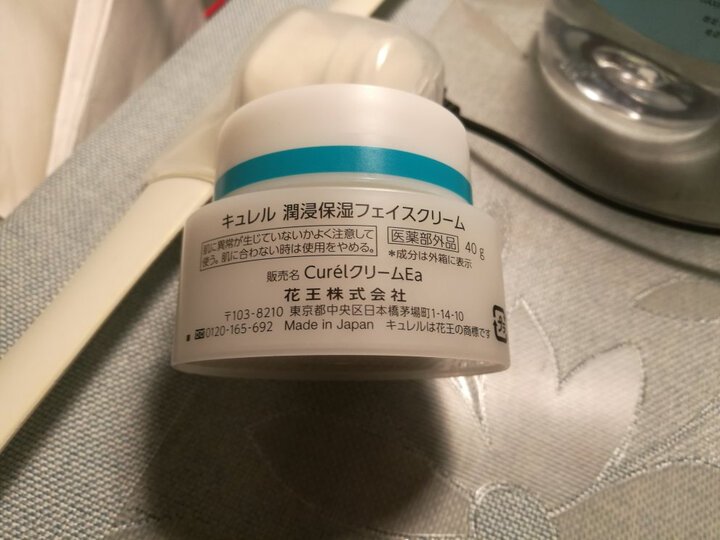 キュレル 潤浸保湿フェイスクリーム
肌に異常が生じていないかよく注意して
使う。肌に合わない時は使用をやめる。
医薬部外品 40g
*成分は外箱に表示
販売名 CurélクリームEa
花王株式会社
〒103-8210 東京都中央区日本橋茅場町1-14-10
0120-165-692 Made in Japan キュレルは花王の商標です